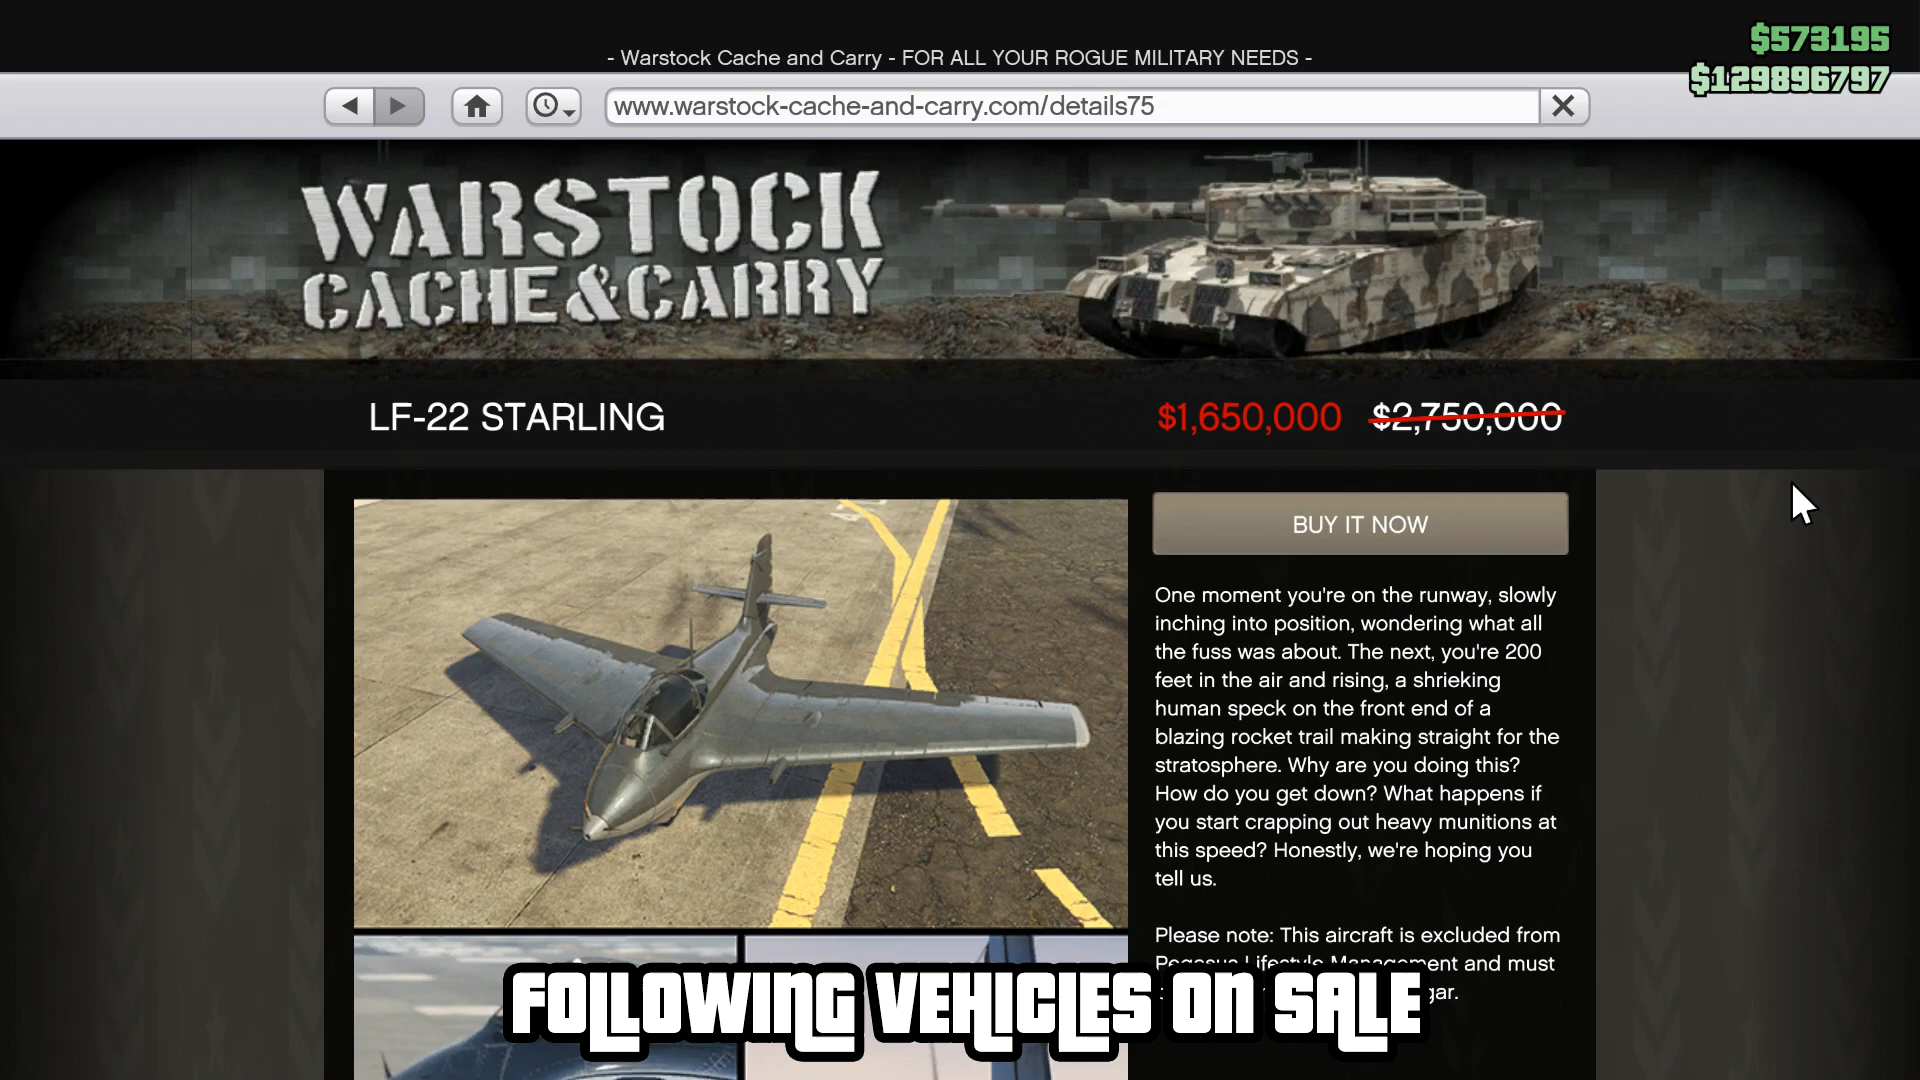 $573195
- Warstock Cache and Carry - FOR ALL YOUR ROGUE MILITARY NEEDS -
$129896797
www.warstock-cache-and-carry.com/details75
WARSTOCK
CACHE & CARRY
LF-22 STARLING
$1,650,000 $2,750,000
BUY IT NOW
One moment you're on the runway, slowly
inching into position, wondering what all
the fuss was about. The next, you're 200
feet in the air and rising, a shrieking
human speck on the front end of a
blazing rocket trail making straight for the
stratosphere. Why are you doing this?
How do you get down? What happens if
you start crapping out heavy munitions at
this speed? Honestly, we're hoping you
tell us.
Please note: This aircraft is excluded from
Pegasus Lifestyle Management and must
FOLLOWING VEHICLES ON SALE